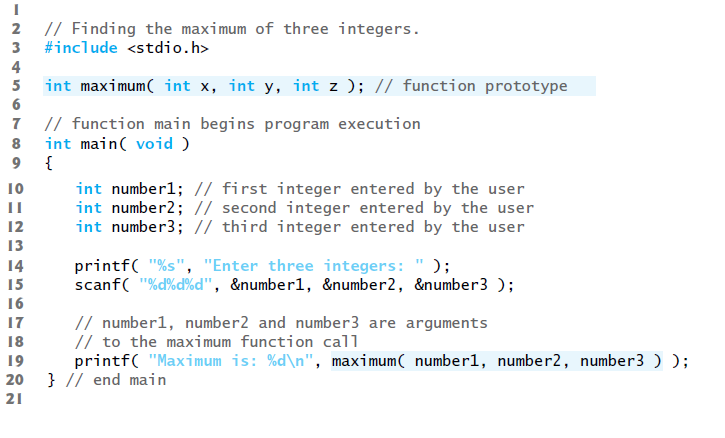 1
2 // Finding the maximum of three integers.
3 #include <stdio.h>
4
5 int maximum( int x, int y, int z ); // function prototype
6
7 // function main begins program execution
8 int main( void )
9 {
10 int number1; // first integer entered by the user
11 int number2; // second integer entered by the user
12 int number3; // third integer entered by the user
13
14 printf( "%s", "Enter three integers: " );
15 scanf( "%d%d%d", &number1, &number2, &number3 );
16
17 // number1, number2 and number3 are arguments
18 // to the maximum function call
19 printf( "Maximum is: %d\n", maximum( number1, number2, number3 ) );
20 } // end main
21